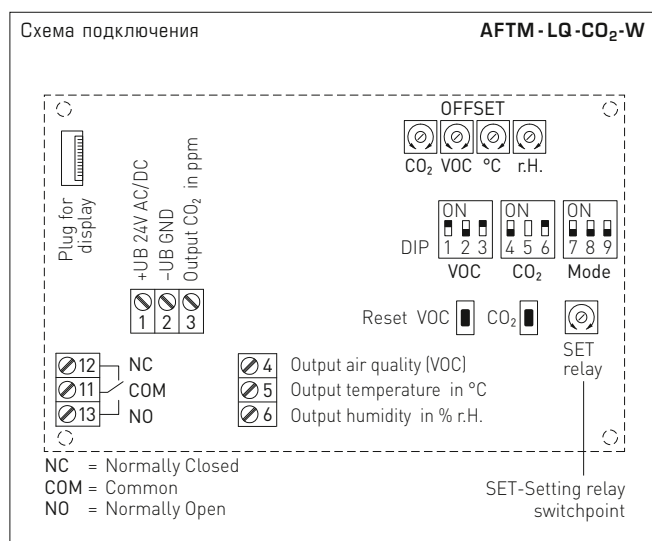 Схема подключения
AFTM-LQ-CO₂-W
OFFSET
CO₂ VOC °C r.H.
Plug for
display
+UB 24V AC/DC
-UB GND
Output CO₂ in ppm
1 2 3
ON ON ON
DIP 1 2 3 4 5 6 7 8 9
VOC CO₂ Mode
Reset VOC CO₂
SET
relay
12 NC
11 COM
13 NO
4 Output air quality (VOC)
5 Output temperature in °C
6 Output humidity in % r.H.
NC = Normally Closed
COM = Common
NO = Normally Open
SET-Setting relay
switchpoint